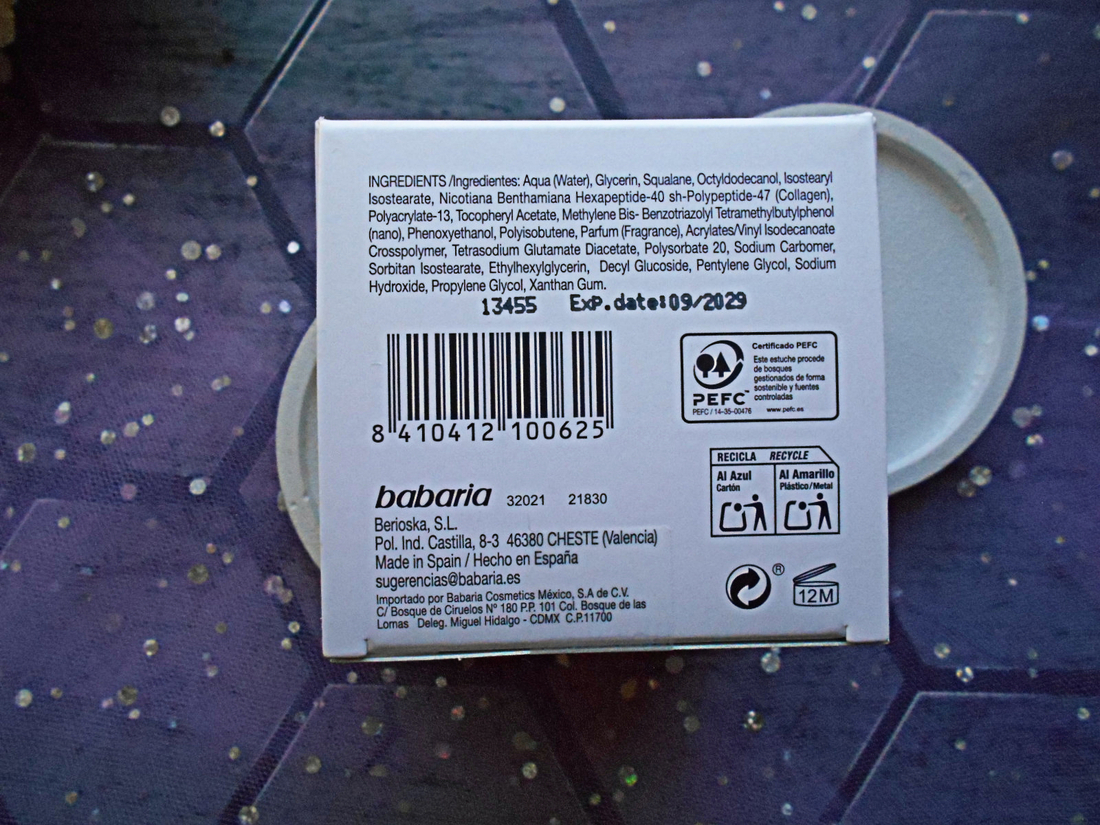 INGREDIENTS /Ingredientes: Aqua (Water), Glycerin, Squalane, Octyldodecanol, Isostearyl
Isostearate, Nicotiana Benthamiana Hexapeptide-40 sh-Polypeptide-47 (Collagen),
Polyacrylate-13, Tocopheryl Acetate, Methylene Bis- Benzotriazolyl Tetramethylbutylphenol
(nano), Phenoxyethanol, Polyisobutene, Parfum (Fragrance), Acrylates/Vinyl Isodecanoate
Crosspolymer, Tetrasodium Glutamate Diacetate, Polysorbate 20, Sodium Carbomer,
Sorbitan Isostearate, Ethylhexylglycerin, Decyl Glucoside, Pentylene Glycol, Sodium
Hydroxide, Propylene Glycol, Xanthan Gum.
13455 Exp.date:09/2029
8 410412 100625
Certificado PEFC
Este estuche procede
de bosques
gestionados de forma
sostenible y fuentes
controladas
PEFC™
PEFC / 14-35-00476
www.pefc.es
RECICLA RECYCLE
Al Azul
Cartón
Al Amarillo
Plástico/Metal
babaria 32021 21830
Berioska, S.L.
Pol. Ind. Castilla, 8-3 46380 CHESTE (Valencia)
Made in Spain / Hecho en España
sugerencias@babaria.es
Importado por Babaria Cosmetics México, S.A de C.V.
C/ Bosque de Ciruelos Nº 180 P.P. 101 Col. Bosque de las
Lomas Deleg. Miguel Hidalgo - CDMX C.P.11700
®
12M